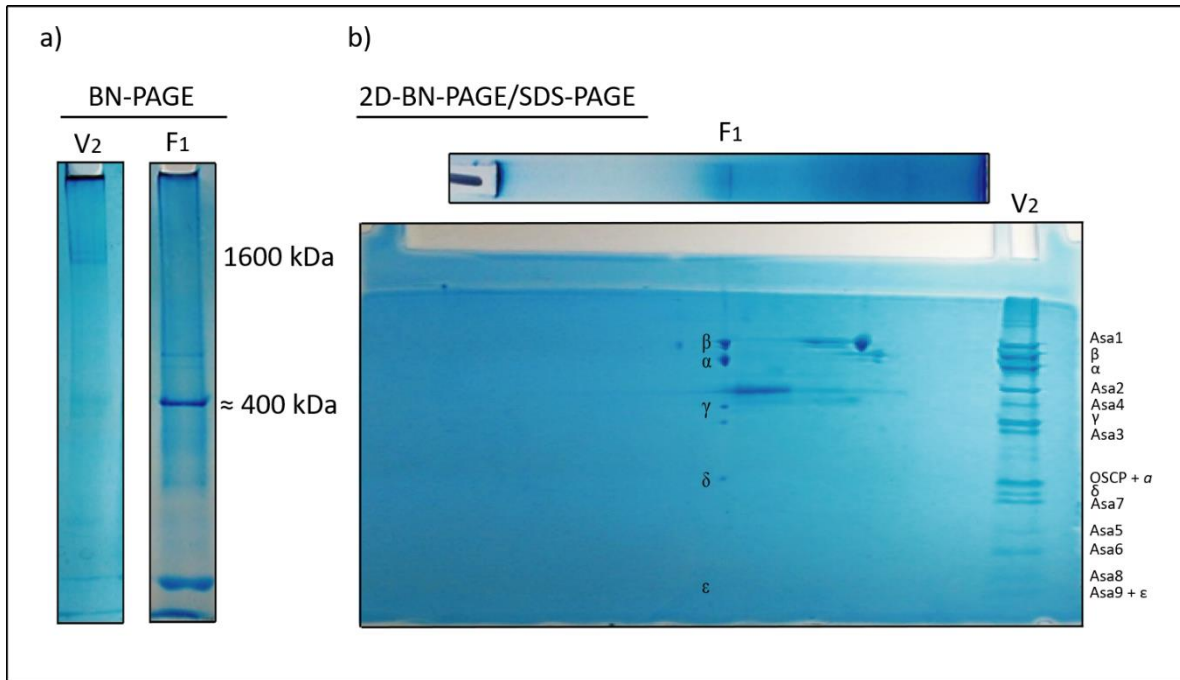 a)
BN-PAGE
V2
F1
1600 kDa
≈ 400 kDa
b)
2D-BN-PAGE/SDS-PAGE
F1
V2
β
α
γ
δ
ε
Asa1
β
α
Asa2
Asa4
γ
Asa3
OSCP + a
δ
Asa7
Asa5
Asa6
Asa8
Asa9 + ε